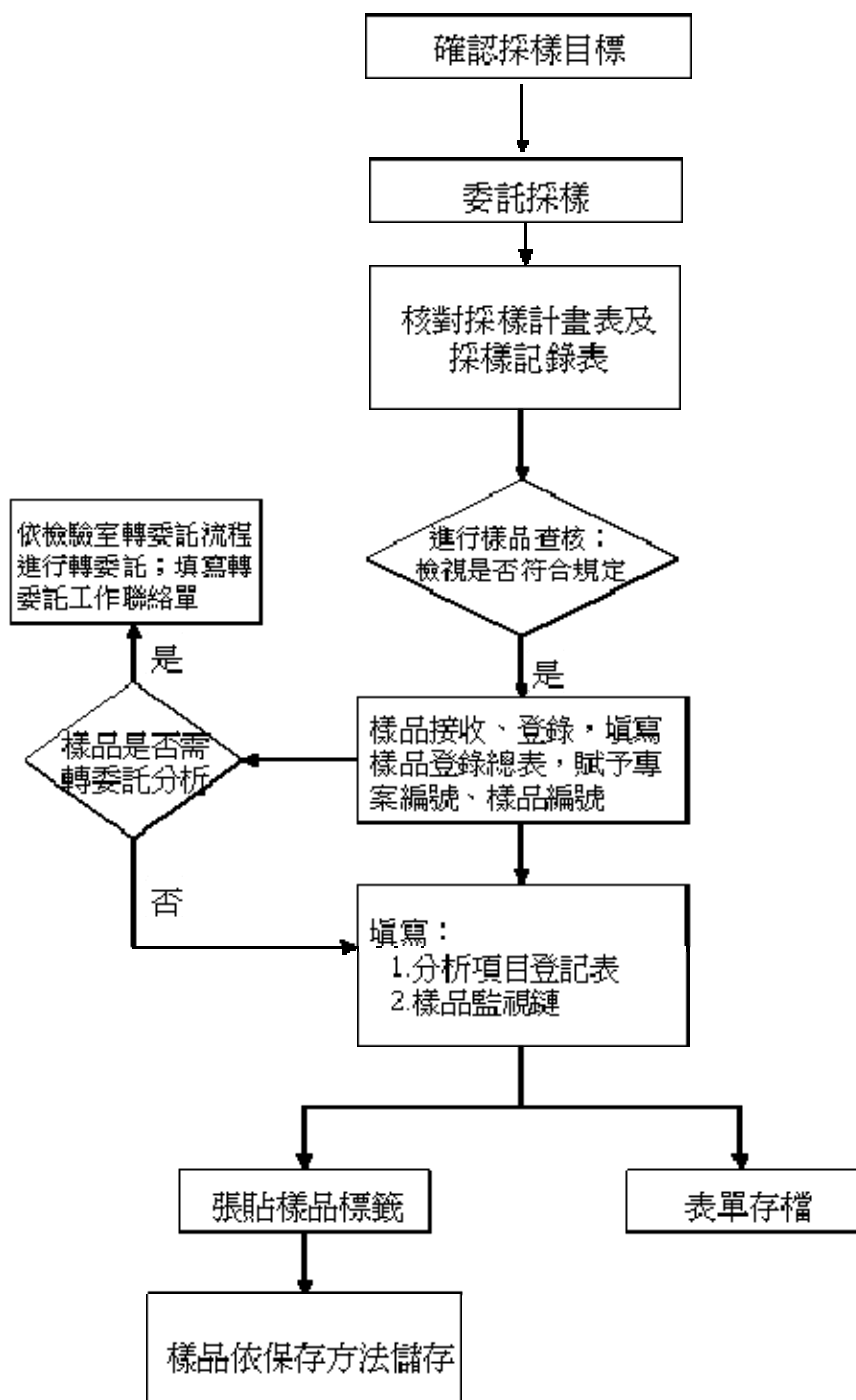 確認採樣目標
委託採樣
核對採樣計畫表及
採樣記錄表
進行樣品查核：
檢視是否符合規定
是
樣品接收、登錄，填寫
樣品登錄總表，賦予專
案編號、樣品編號
樣品是否需
轉委託分析
是
依檢驗室轉委託流程
進行轉委託；填寫轉
委託工作聯絡單
否
填寫：
1.分析項目登記表
2.樣品監視鏈
張貼樣品標籤
表單存檔
樣品依保存方法儲存